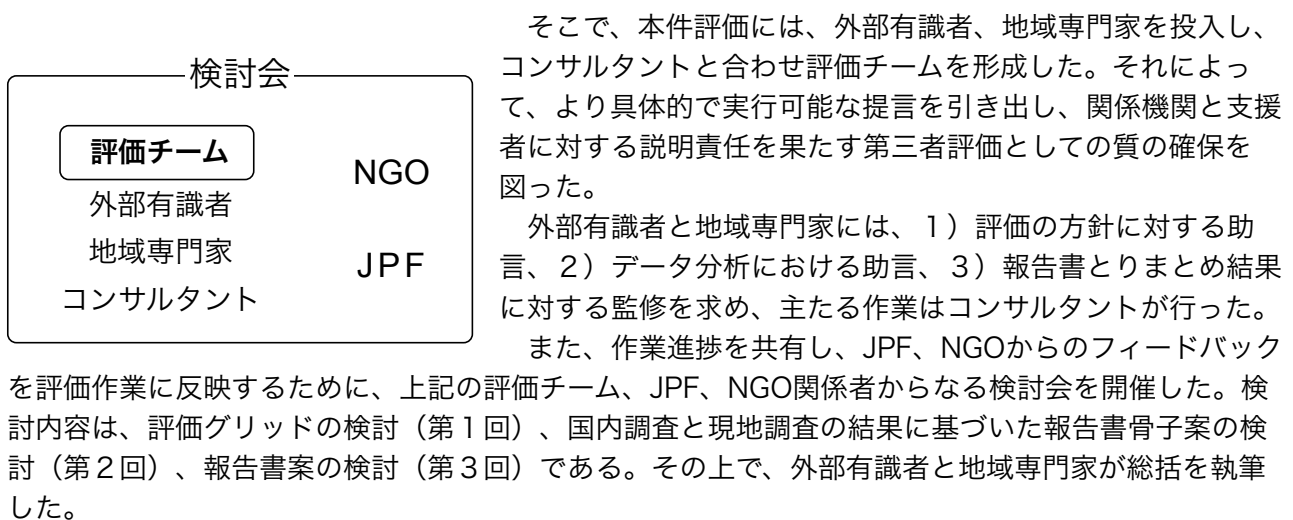 検討会
評価チーム
外部有識者
地域専門家
コンサルタント
NGO
JPF
そこで、本件評価には、外部有識者、地域専門家を投入し、
コンサルタントと合わせ評価チームを形成した。それによっ
て、より具体的で実行可能な提言を引き出し、関係機関と支援
者に対する説明責任を果たす第三者評価としての質の確保を
図った。
外部有識者と地域専門家には、１）評価の方針に対する助
言、２）データ分析における助言、３）報告書とりまとめ結果
に対する監修を求め、主たる作業はコンサルタントが行った。
また、作業進捗を共有し、JPF、NGOからのフィードバック
を評価作業に反映するために、上記の評価チーム、JPF、NGO関係者からなる検討会を開催した。検
討内容は、評価グリッドの検討（第１回）、国内調査と現地調査の結果に基づいた報告書骨子案の検
討（第２回）、報告書案の検討（第３回）である。その上で、外部有識者と地域専門家が総括を執筆
した。